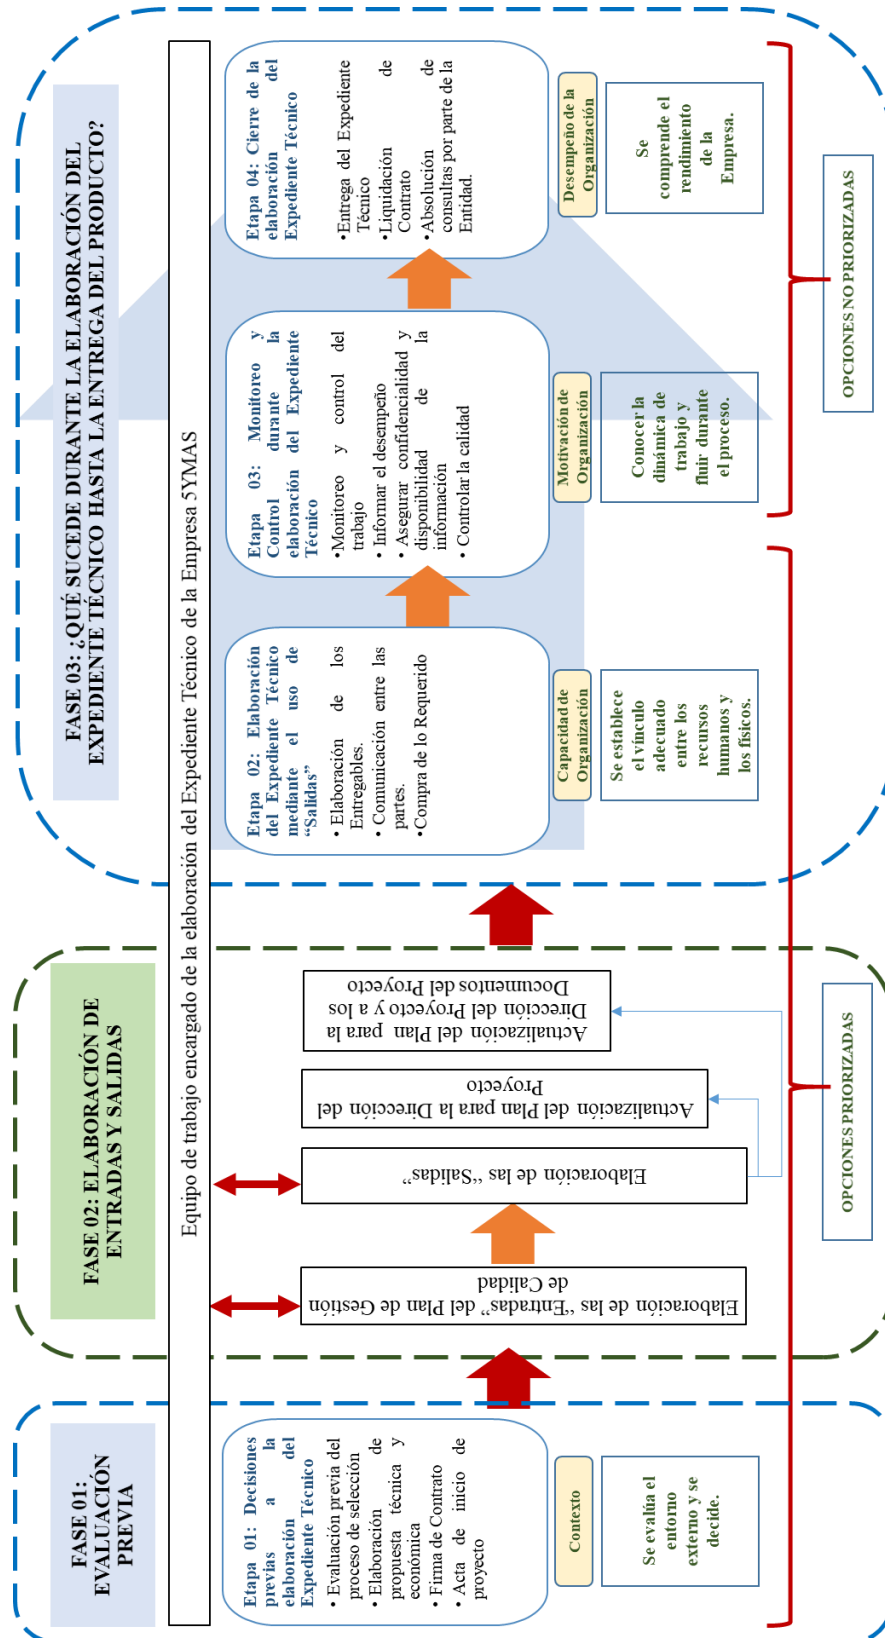 FASE 01:
EVALUACIÓN
PREVIA
FASE 02: ELABORACIÓN DE
ENTRADAS Y SALIDAS
FASE 03: ¿QUÉ SUCEDE DURANTE LA ELABORACIÓN DEL
EXPEDIENTE TÉCNICO HASTA LA ENTREGA DEL PRODUCTO?
Equipo de trabajo encargado de la elaboración del Expediente Técnico de la Empresa 5YMAS
Etapa 01: Decisiones
previas a la
elaboración del
Expediente Técnico
• Evaluación previa del
proceso de selección
• Elaboración de
propuesta técnica y
económica
• Firma de Contrato
• Acta de inicio de
proyecto
Contexto
Se evalúa el
entorno
externo y se
decide.
Elaboración de las “Entradas” del Plan de Gestión
de Calidad
Elaboración de las “Salidas”
Actualización del Plan para la Dirección del
Proyecto
Actualización del Plan para la
Dirección del Proyecto y a los
Documentos del Proyecto
Etapa 02: Elaboración
del Expediente Técnico
mediante el uso de
“Salidas”
• Elaboración de los
Entregables.
• Comunicación entre las
partes.
• Compra de lo Requerido
Capacidad de
Organización
Se establece
el vínculo
adecuado
entre los
recursos
humanos y
los físicos.
Etapa 03: Monitoreo y
Control durante la
elaboración del Expediente
Técnico
• Monitoreo y control del
trabajo
• Informar el desempeño
• Asegurar confidencialidad y
disponibilidad de la
información
• Controlar la calidad
Motivación de
Organización
Conocer la
dinámica de
trabajo y
fluir durante
el proceso.
Etapa 04: Cierre de la
elaboración del
Expediente Técnico
• Entrega del Expediente
Técnico
• Liquidación de
Contrato
• Absolución de
consultas por parte de la
Entidad.
Desempeño de la
Organización
Se
comprende el
rendimiento
de la
Empresa.
OPCIONES PRIORIZADAS
OPCIONES NO PRIORIZADAS